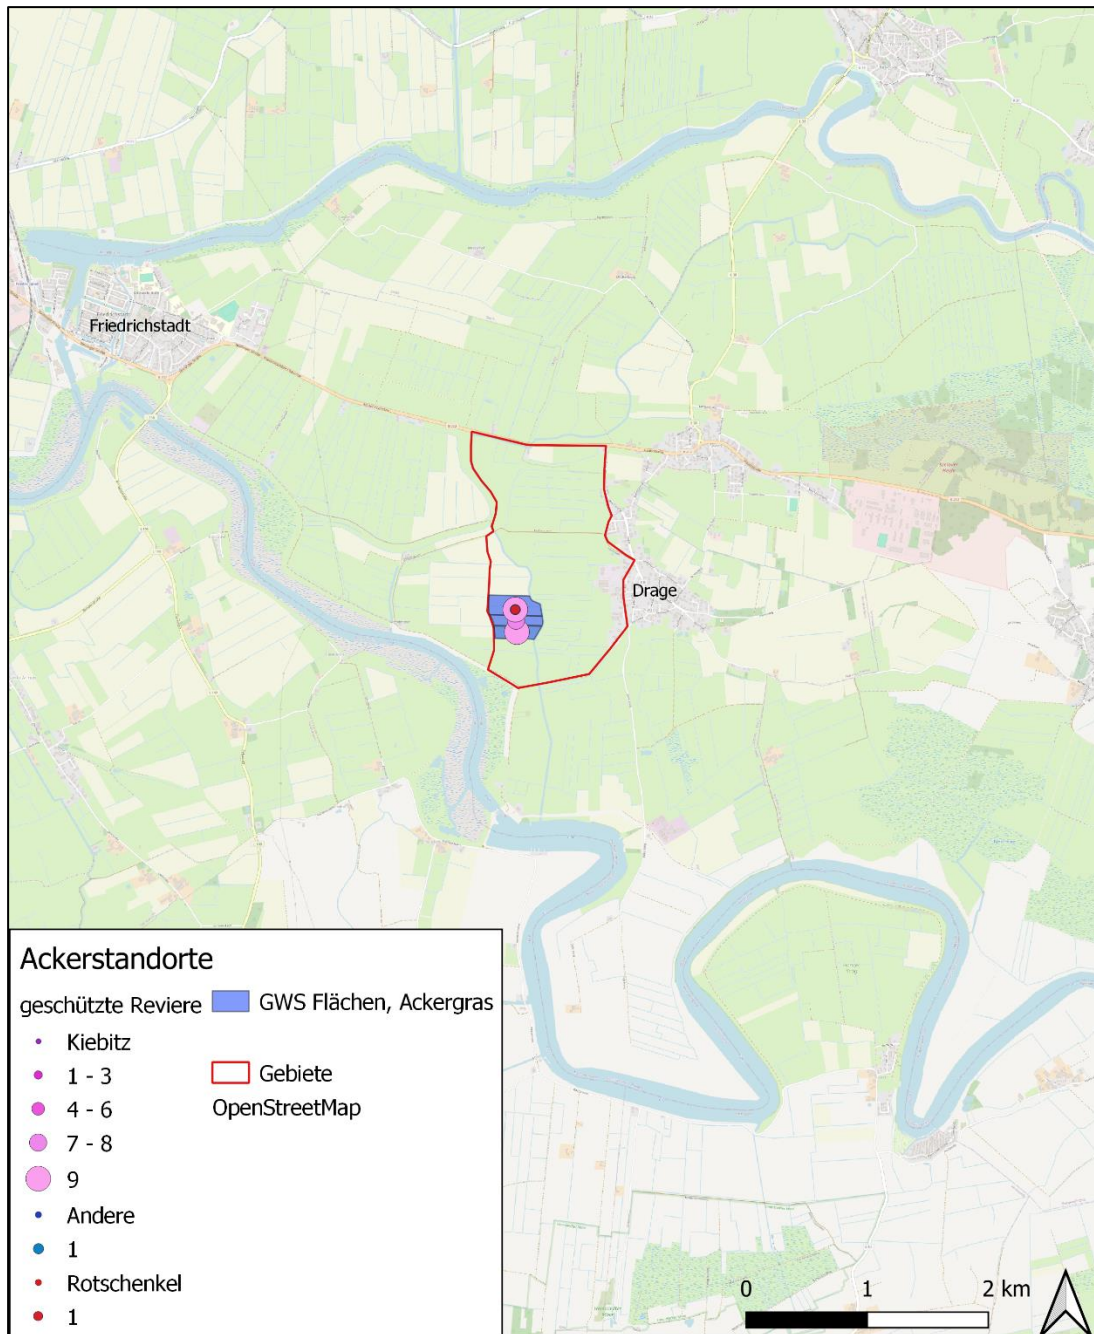 Friedrichstadt
Drage
Ackerstandorte
geschützte Reviere
GWS Flächen, Ackergras
Kiebitz
1 - 3
Gebiete
4 - 6
OpenStreetMap
7 - 8
9
Andere
1
Rotschenkel
1
0 1 2 km